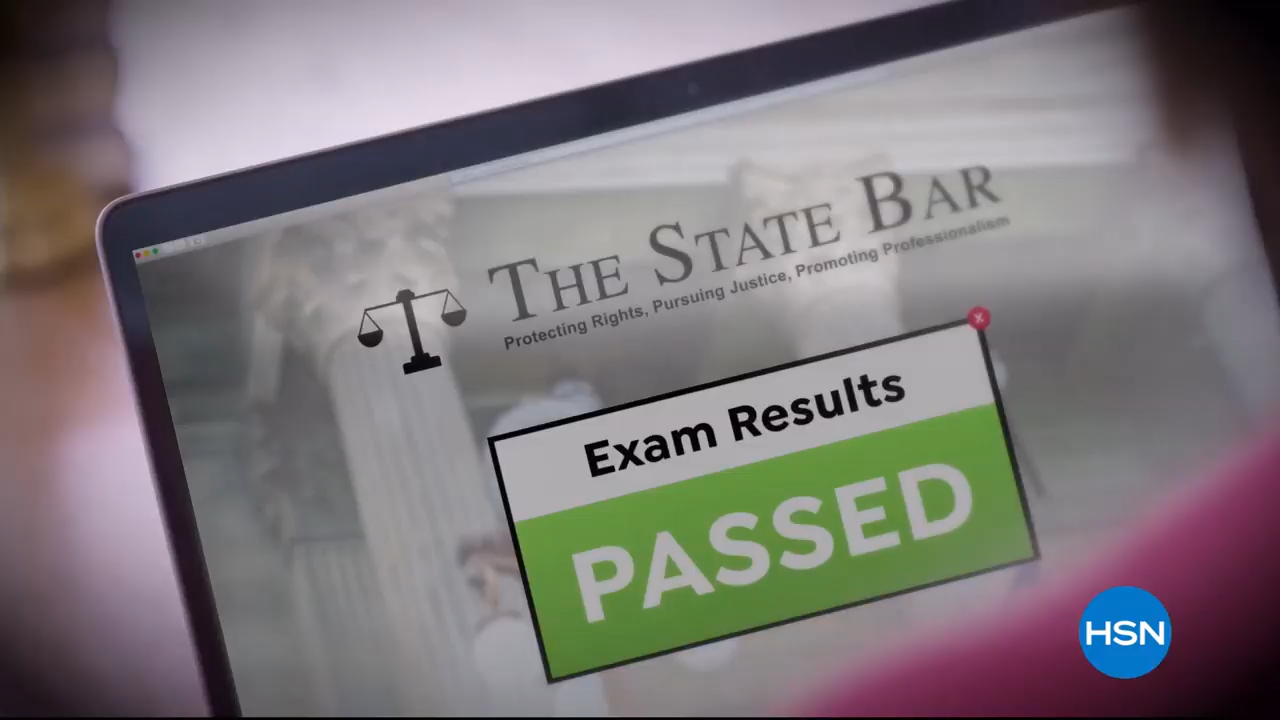 THE STATE BAR
Protecting Rights, Pursuing Justice, Promoting Professionalism
x
Exam Results
PASSED
HSN